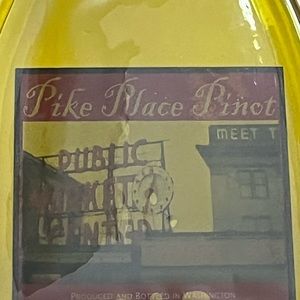 Pike Place Pinot
MEET T
PUBLIC
MARKET
CENTER
PRODUCED AND BOTTLED IN WASHINGTON